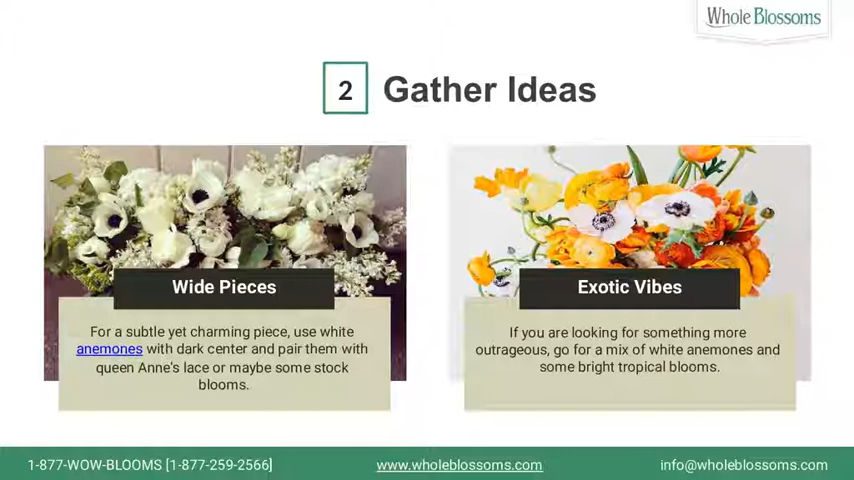 Whole Blossoms
2 Gather Ideas
Wide Pieces
For a subtle yet charming piece, use white
anemones with dark center and pair them with
queen Anne's lace or maybe some stock
blooms.
Exotic Vibes
If you are looking for something more
outrageous, go for a mix of white anemones and
some bright tropical blooms.
1-877-WOW-BLOOMS [1-877-259-2566]
www.wholeblossoms.com
info@wholeblossoms.com